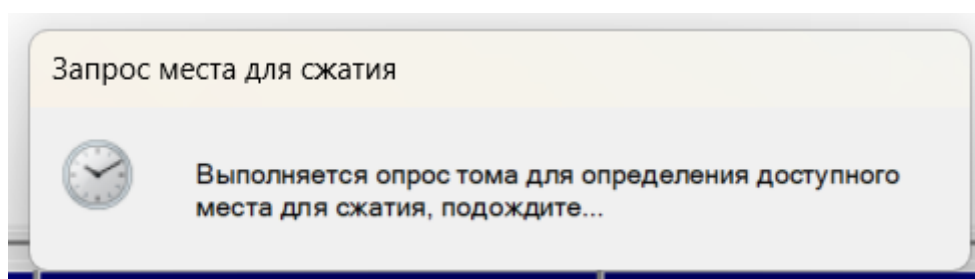 Запрос места для сжатия
Выполняется опрос тома для определения доступного
места для сжатия, подождите...